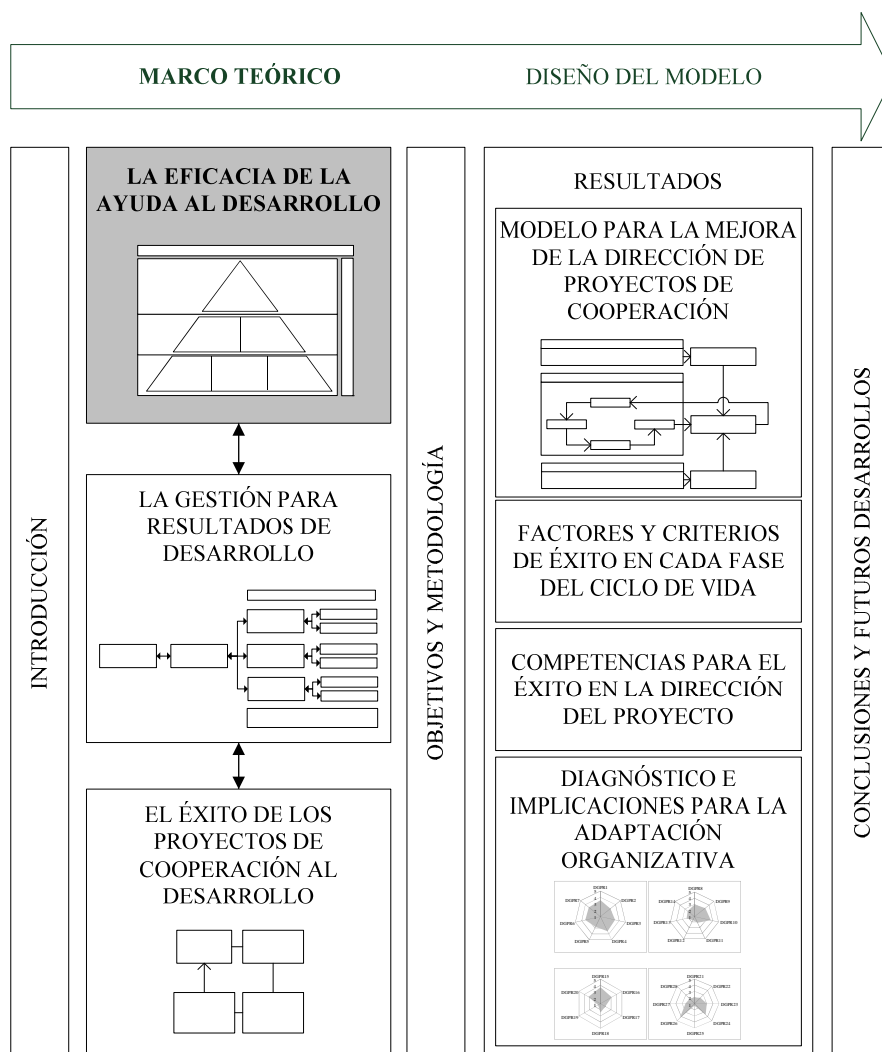 MARCO TEÓRICO
DISEÑO DEL MODELO
INTRODUCCIÓN
LA EFICACIA DE LA
AYUDA AL DESARROLLO
LA GESTIÓN PARA
RESULTADOS DE
DESARROLLO
EL ÉXITO DE LOS
PROYECTOS DE
COOPERACIÓN AL
DESARROLLO
OBJETIVOS Y METODOLOGÍA
RESULTADOS
MODELO PARA LA MEJORA
DE LA DIRECCIÓN DE
PROYECTOS DE
COOPERACIÓN
FACTORES Y CRITERIOS
DE ÉXITO EN CADA FASE
DEL CICLO DE VIDA
COMPETENCIAS PARA EL
ÉXITO EN LA DIRECCIÓN
DEL PROYECTO
DIAGNÓSTICO E
IMPLICACIONES PARA LA
ADAPTACIÓN
ORGANIZATIVA
CONCLUSIONES Y FUTUROS DESARROLLOS